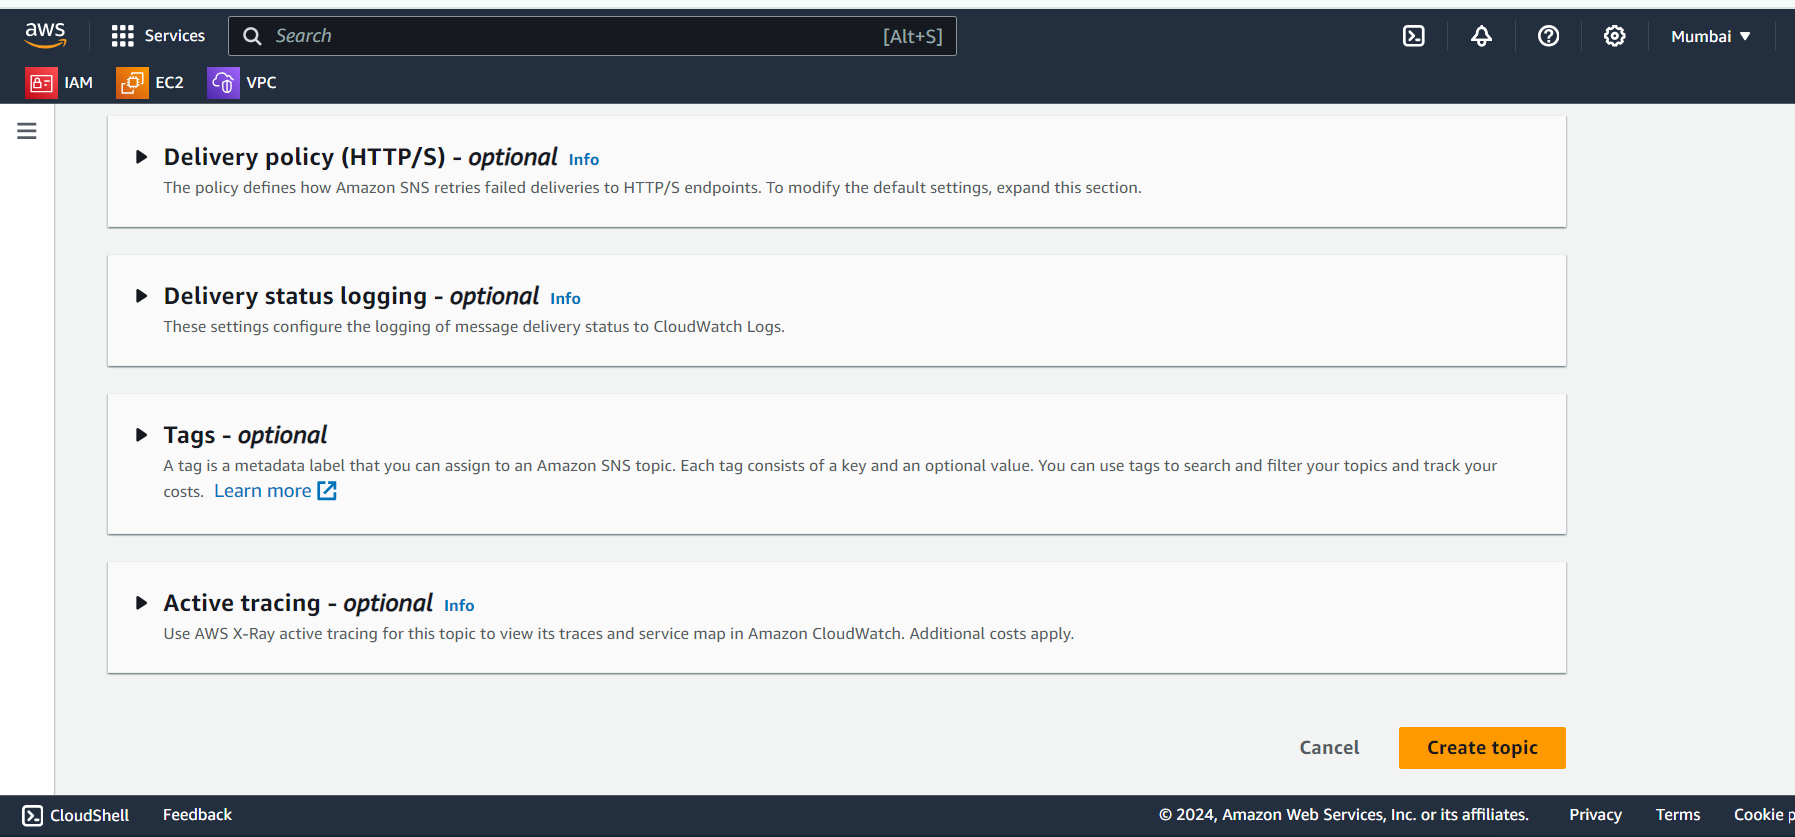 aws
Services
Search [Alt+S]
Mumbai
IAM
EC2
VPC
Delivery policy (HTTP/S) - optional Info
The policy defines how Amazon SNS retries failed deliveries to HTTP/S endpoints. To modify the default settings, expand this section.
Delivery status logging - optional Info
These settings configure the logging of message delivery status to CloudWatch Logs.
Tags - optional
A tag is a metadata label that you can assign to an Amazon SNS topic. Each tag consists of a key and an optional value. You can use tags to search and filter your topics and track your
costs. Learn more
Active tracing - optional Info
Use AWS X-Ray active tracing for this topic to view its traces and service map in Amazon CloudWatch. Additional costs apply.
Cancel
Create topic
CloudShell
Feedback
© 2024, Amazon Web Services, Inc. or its affiliates.
Privacy
Terms
Cookie p